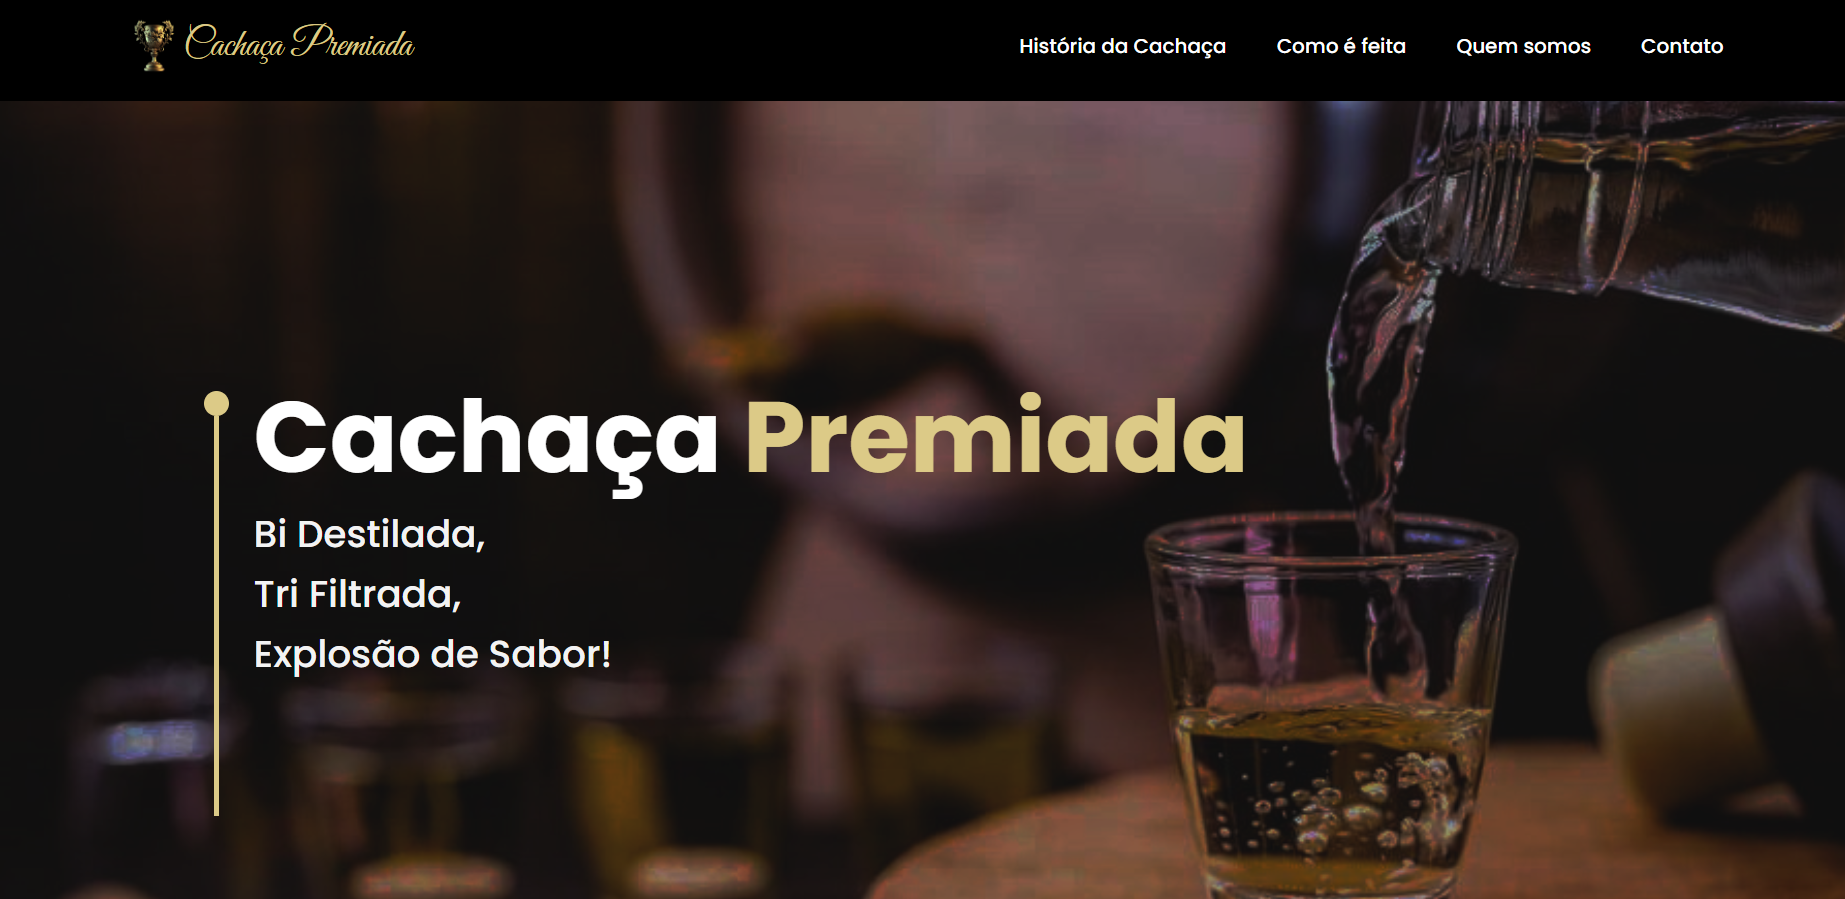 Cachaça Premiada
História da Cachaça
Como é feita
Quem somos
Contato
Cachaça Premiada
Bi Destilada,
Tri Filtrada,
Explosão de Sabor!